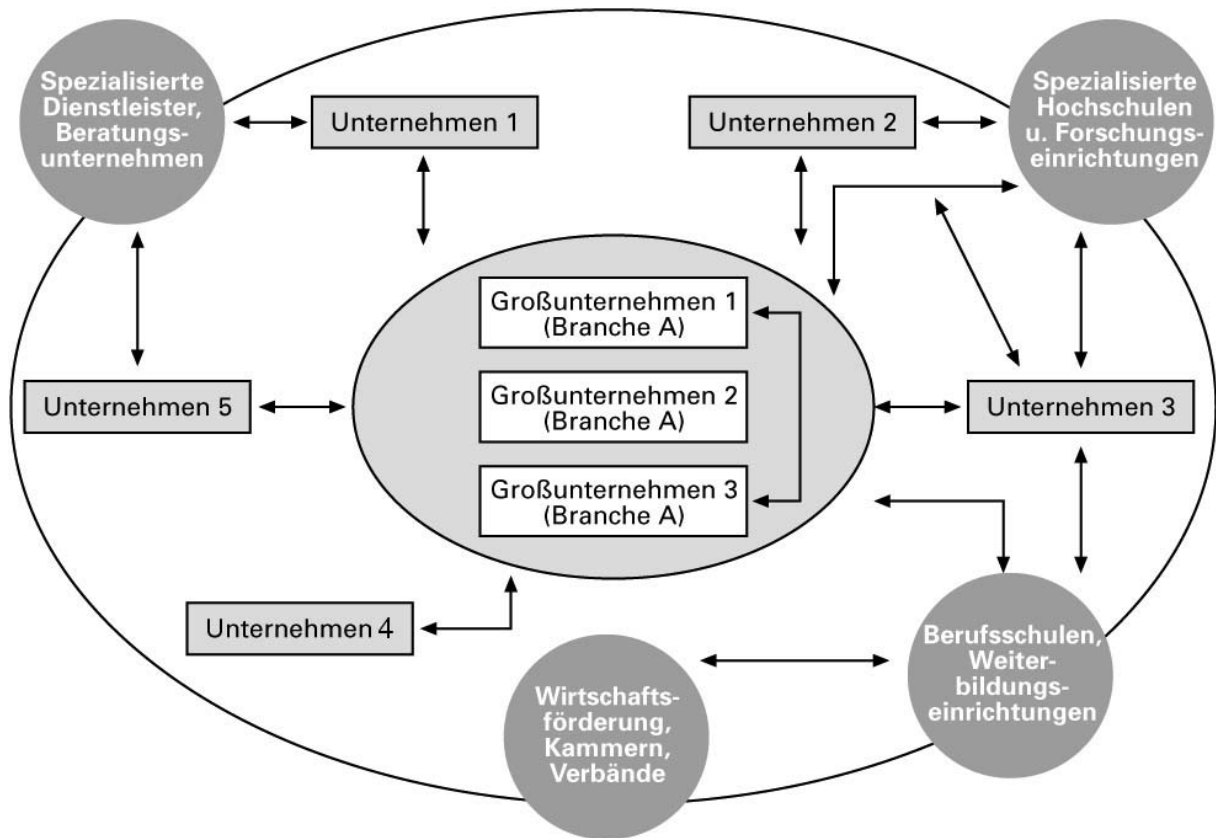 Spezialisierte
Dienstleister,
Beratungs-
unternehmen
Unternehmen 1
Unternehmen 2
Spezialisierte
Hochschulen
u. Forschungs-
einrichtungen
Großunternehmen 1
(Branche A)
Großunternehmen 2
(Branche A)
Großunternehmen 3
(Branche A)
Unternehmen 5
Unternehmen 3
Unternehmen 4
Wirtschafts-
förderung,
Kammern,
Verbände
Berufsschulen,
Weiter-
bildungs-
einrichtungen